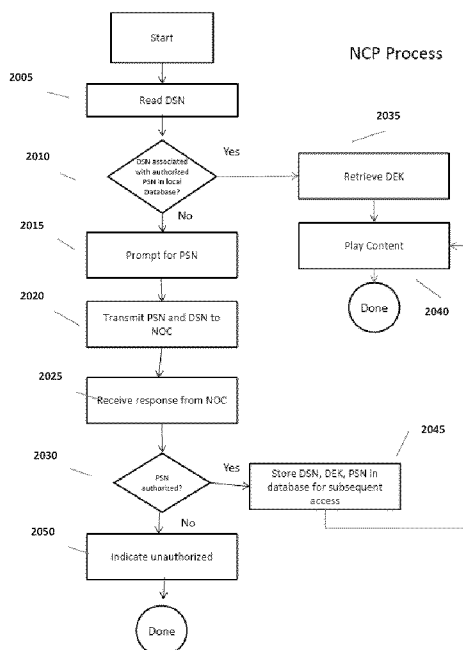 Start
NCP Process
2005
Read DSN
2035
2010
DSN associated
with authorized
PSN in local
Database?
Yes
Retrieve DEK
No
2015
Prompt for PSN
Play Content
2020
Transmit PSN and DSN to
NOC
Done
2040
2025
Receive response from NOC
2045
2030
PSN
authorized?
Yes
Store DSN, DEK, PSN in
database for subsequent
access
No
2050
Indicate unauthorized
Done